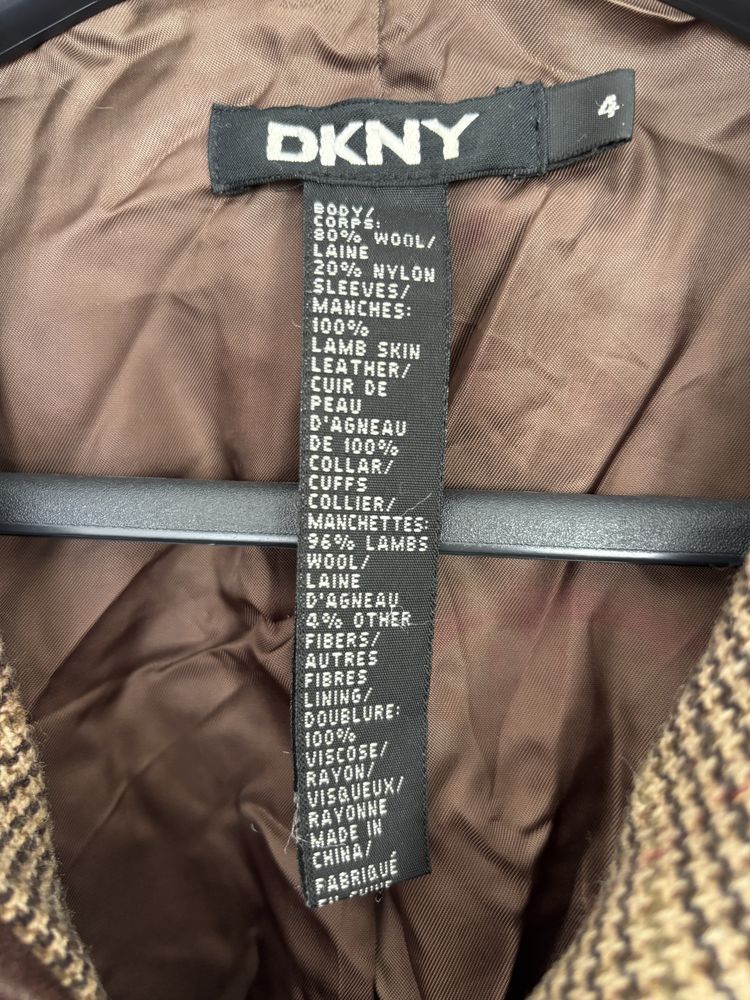 DKNY
4
BODY/
CORPS:
80% WOOL/
LAINE
20% NYLON
SLEEVES/
MANCHES:
100%
LAMB SKIN
LEATHER/
CUIR DE
PEAU
D'AGNEAU
DE 100%
COLLAR/
CUFFS
COLLIER/
MANCHETTES:
96% LAMBS
WOOL/
LAINE
D'AGNEAU
4% OTHER
FIBERS/
AUTRES
FIBRES
LINING/
DOUBLURE:
100%
VISCOSE/
RAYON/
VISQUEUX/
RAYONNE
MADE IN
CHINA/
FABRIQUÉ